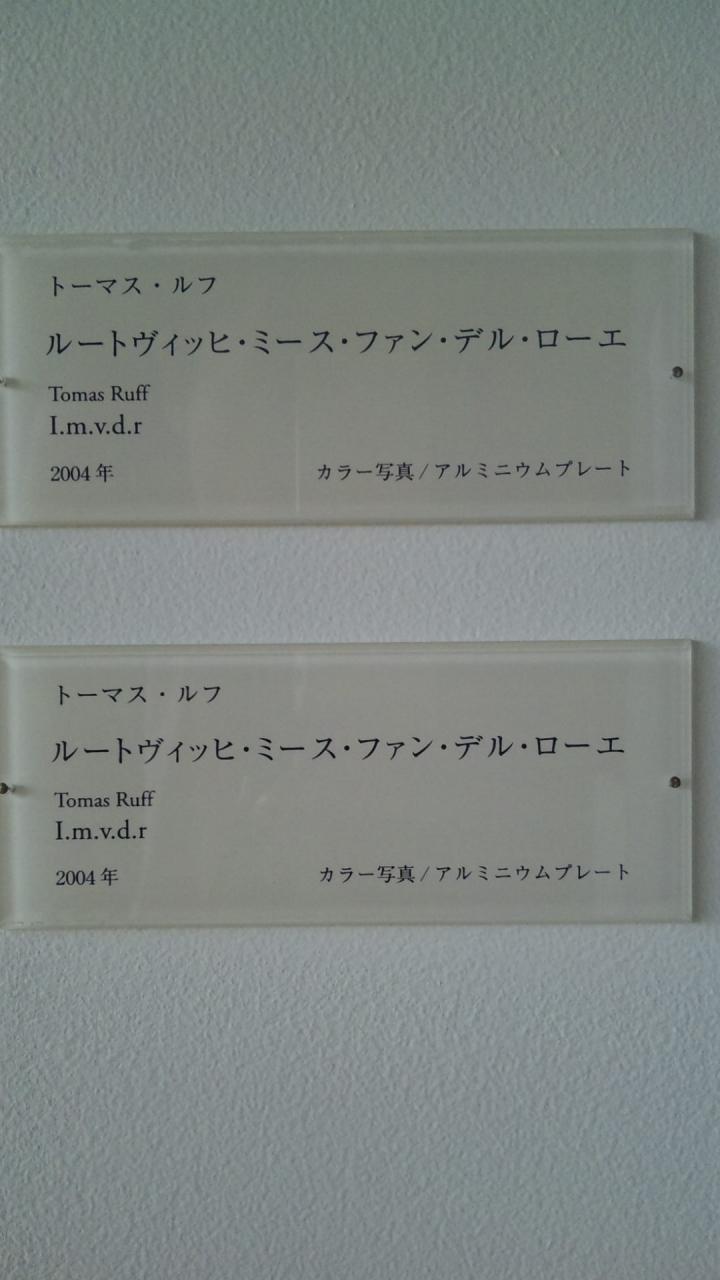 トーマス・ルフ
ルートヴィッヒ・ミース・ファン・デル・ローエ
Tomas Ruff
I.m.v.d.r
2004 年 カラー写真 / アルミニウムプレート
トーマス・ルフ
ルートヴィッヒ・ミース・ファン・デル・ローエ
Tomas Ruff
I.m.v.d.r
2004 年 カラー写真 / アルミニウムプレート